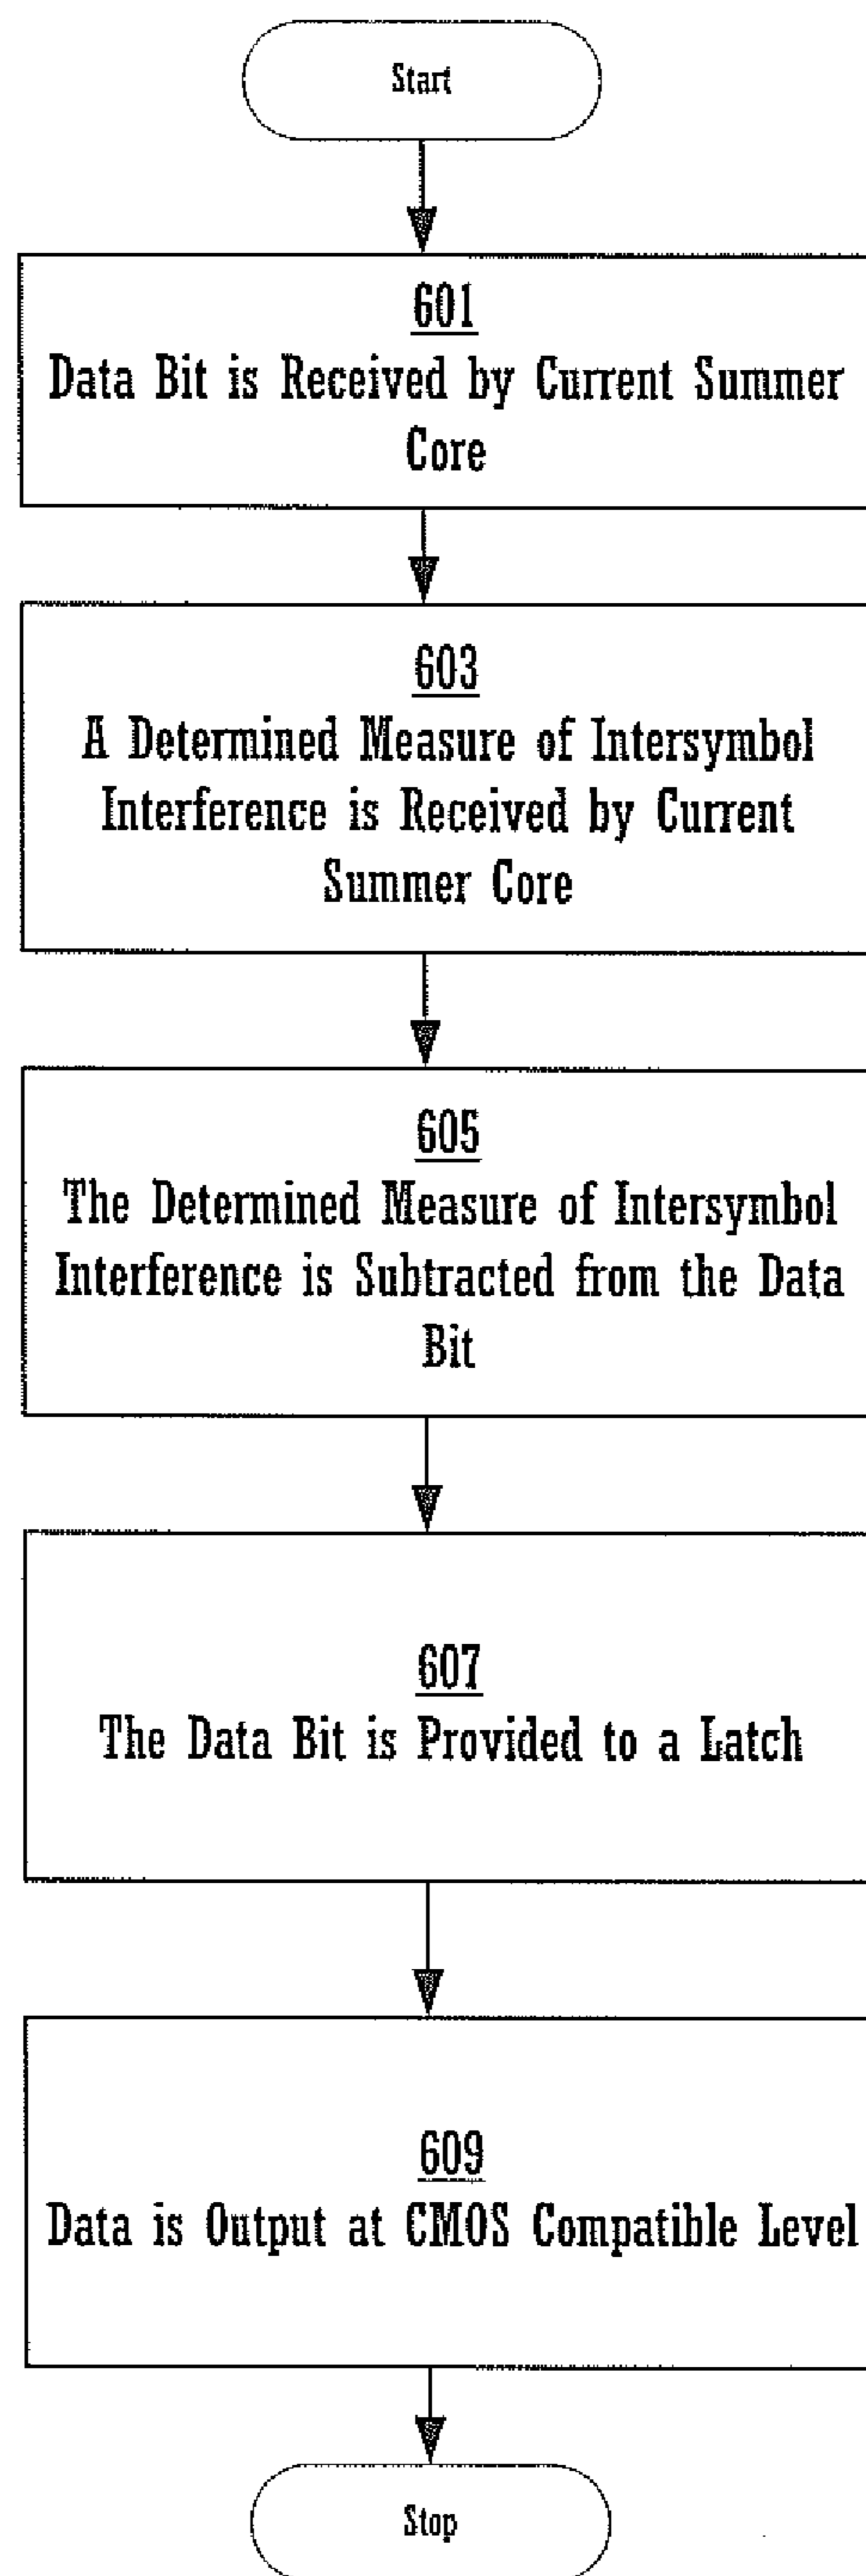 Start
601
Data Bit is Received by Current Summer
Core
603
A Determined Measure of Intersymbol
Interference is Received by Current
Summer Core
605
The Determined Measure of Intersymbol
Interference is Subtracted from the Data
Bit
607
The Data Bit is Provided to a Latch
609
Data is Output at CMOS Compatible Level
Stop